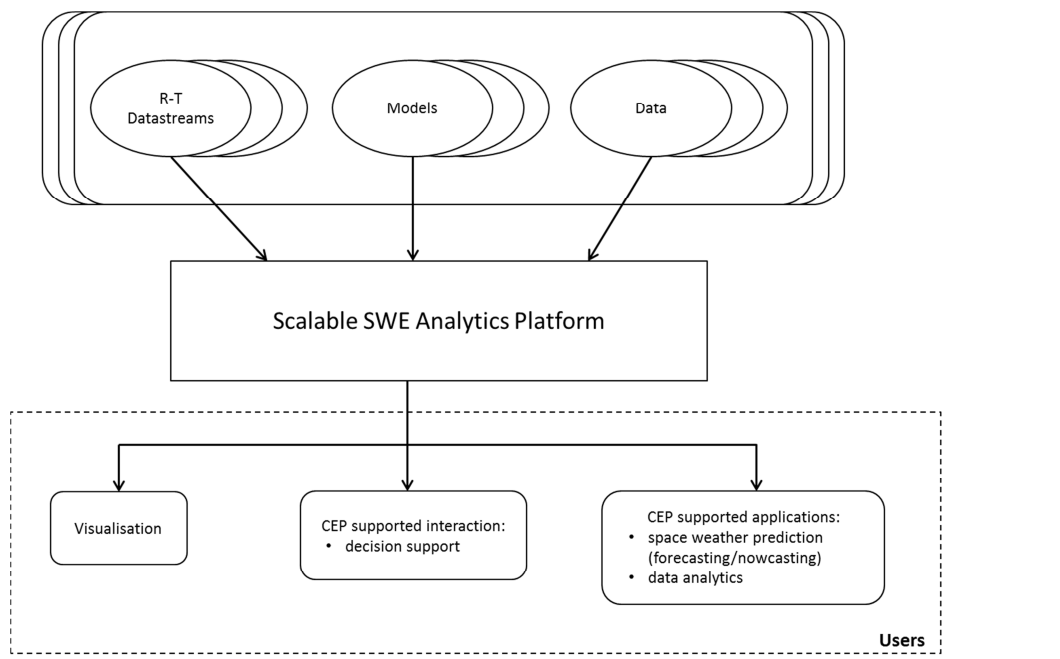 R-T
Datastreams
Models
Data
Scalable SWE Analytics Platform
Visualisation
CEP supported interaction:
• decision support
CEP supported applications:
• space weather prediction
(forecasting/nowcasting)
• data analytics
Users